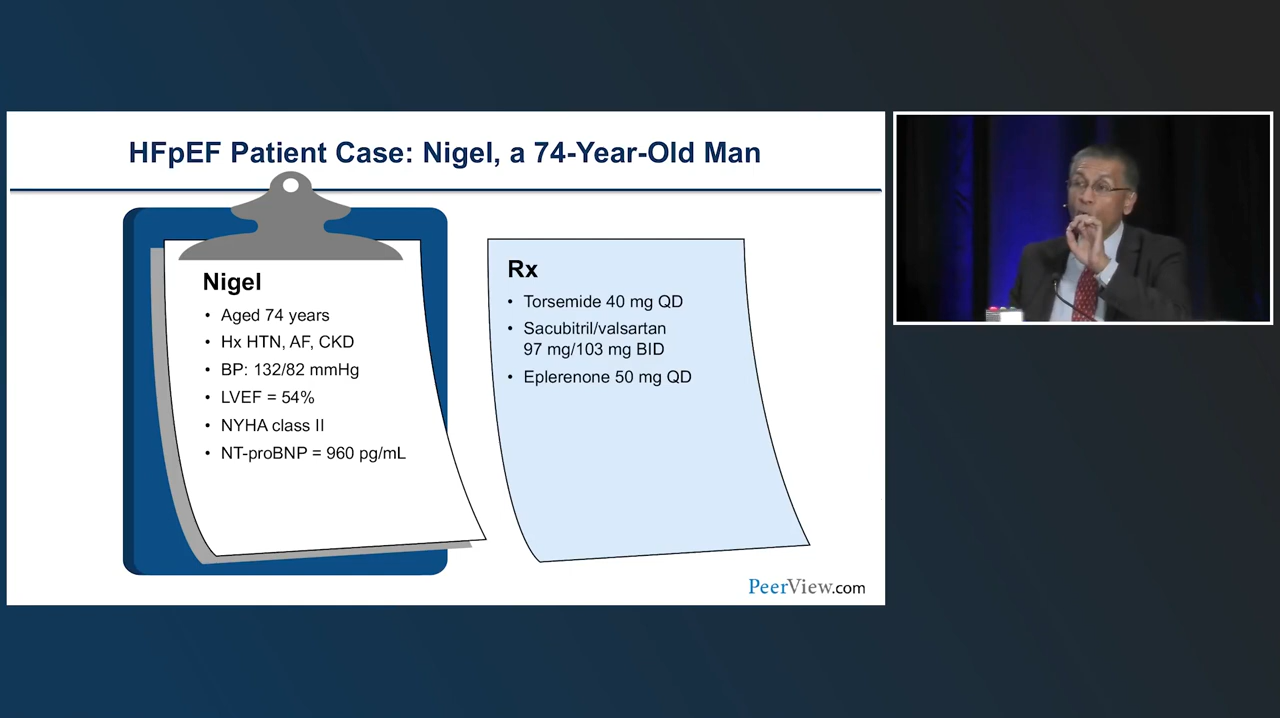 HFpEF Patient Case: Nigel, a 74-Year-Old Man
Nigel
• Aged 74 years
• Hx HTN, AF, CKD
• BP: 132/82 mmHg
• LVEF = 54%
• NYHA class II
• NT-proBNP = 960 pg/mL
Rx
• Torsemide 40 mg QD
• Sacubitril/valsartan
97 mg/103 mg BID
• Eplerenone 50 mg QD
PeerView.com